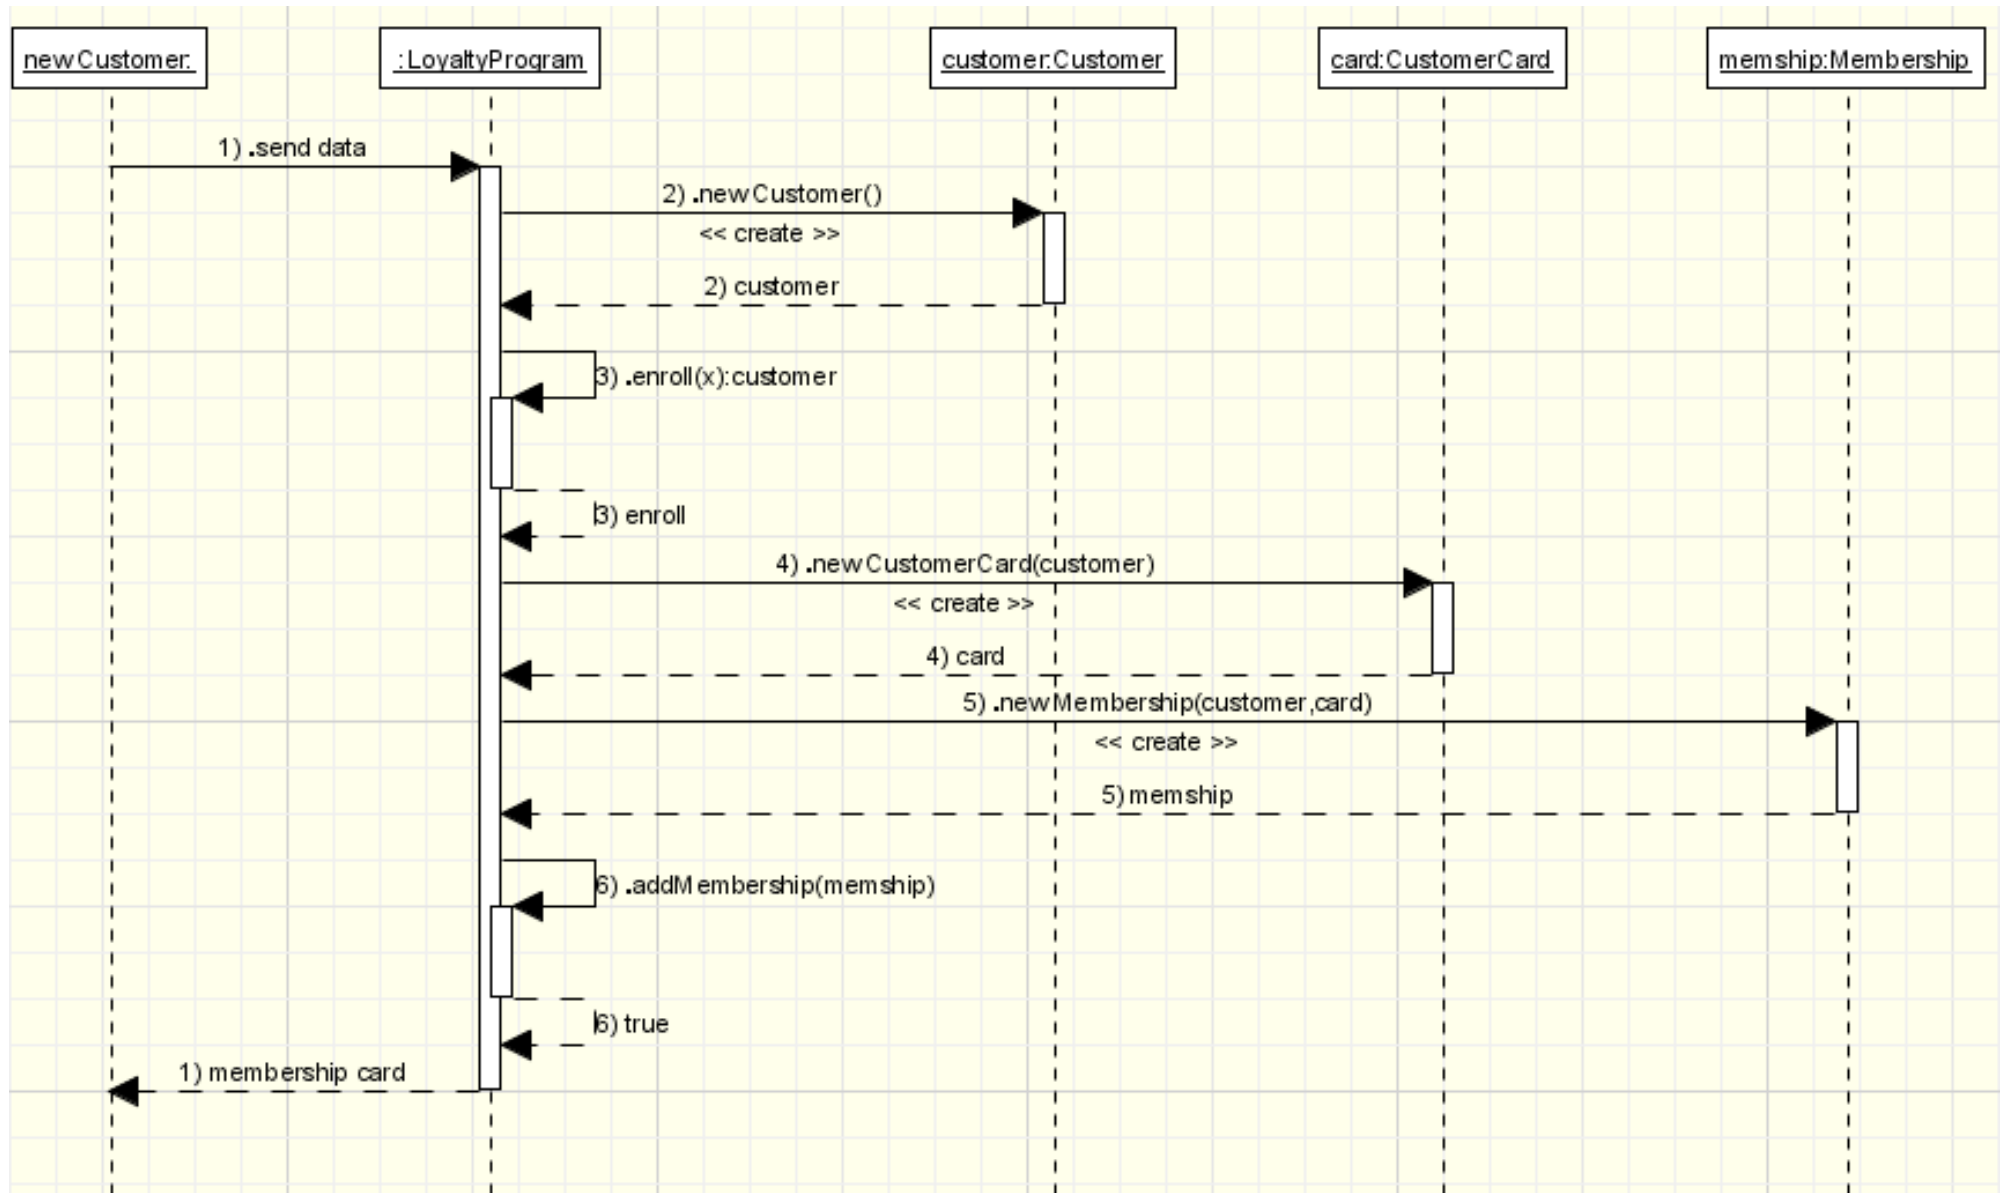 newCustomer:
:LoyaltyProgram
customer:Customer
card:CustomerCard
memship:Membership
1) .send data
2) .newCustomer()
<< create >>
2) customer
3) .enroll(x):customer
3) enroll
4) .newCustomerCard(customer)
<< create >>
4) card
5) .newMembership(customer,card)
<< create >>
5) memship
6) .addMembership(memship)
6) true
1) membership card